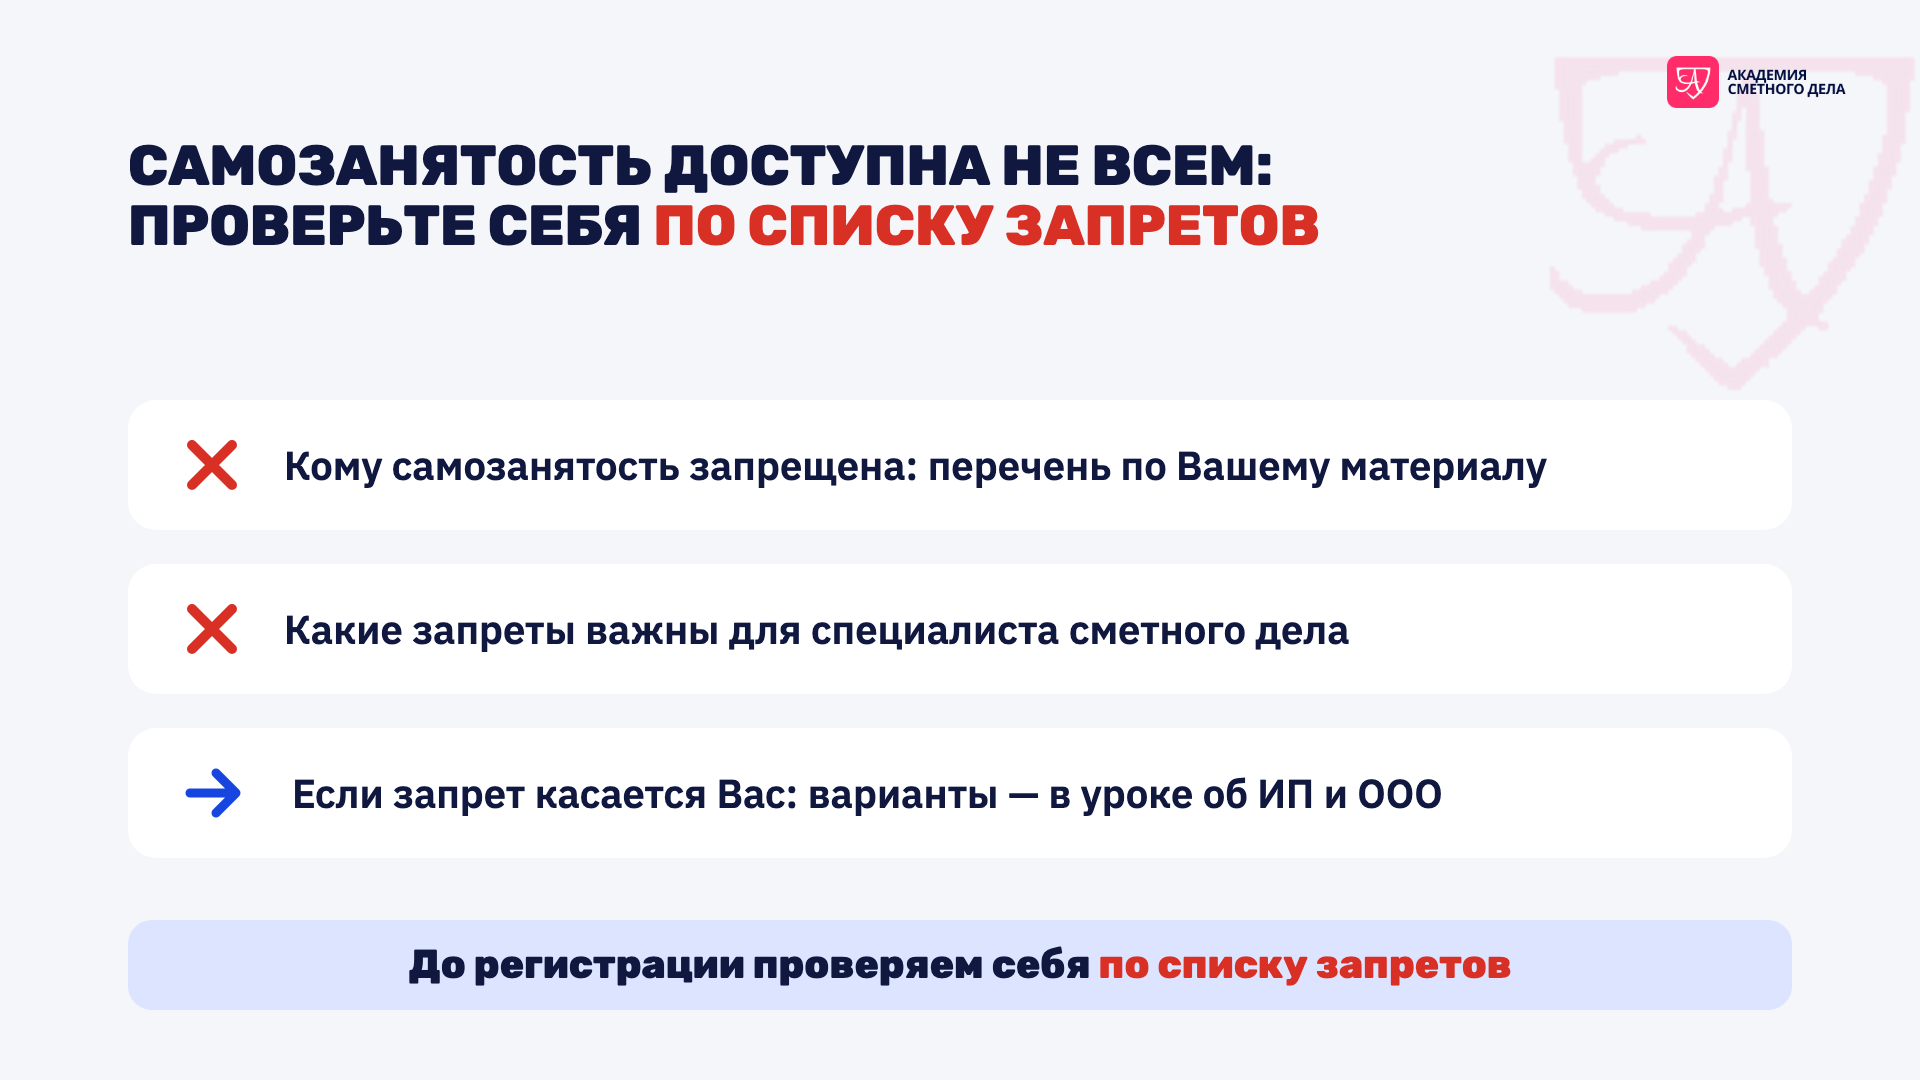 АКАДЕМИЯ
СМЕТНОГО ДЕЛА
САМОЗАНЯТОСТЬ ДОСТУПНА НЕ ВСЕМ:
ПРОВЕРЬТЕ СЕБЯ ПО СПИСКУ ЗАПРЕТОВ
Кому самозанятость запрещена: перечень по Вашему материалу
Какие запреты важны для специалиста сметного дела
Если запрет касается Вас: варианты — в уроке об ИП и ООО
До регистрации проверяем себя по списку запретов